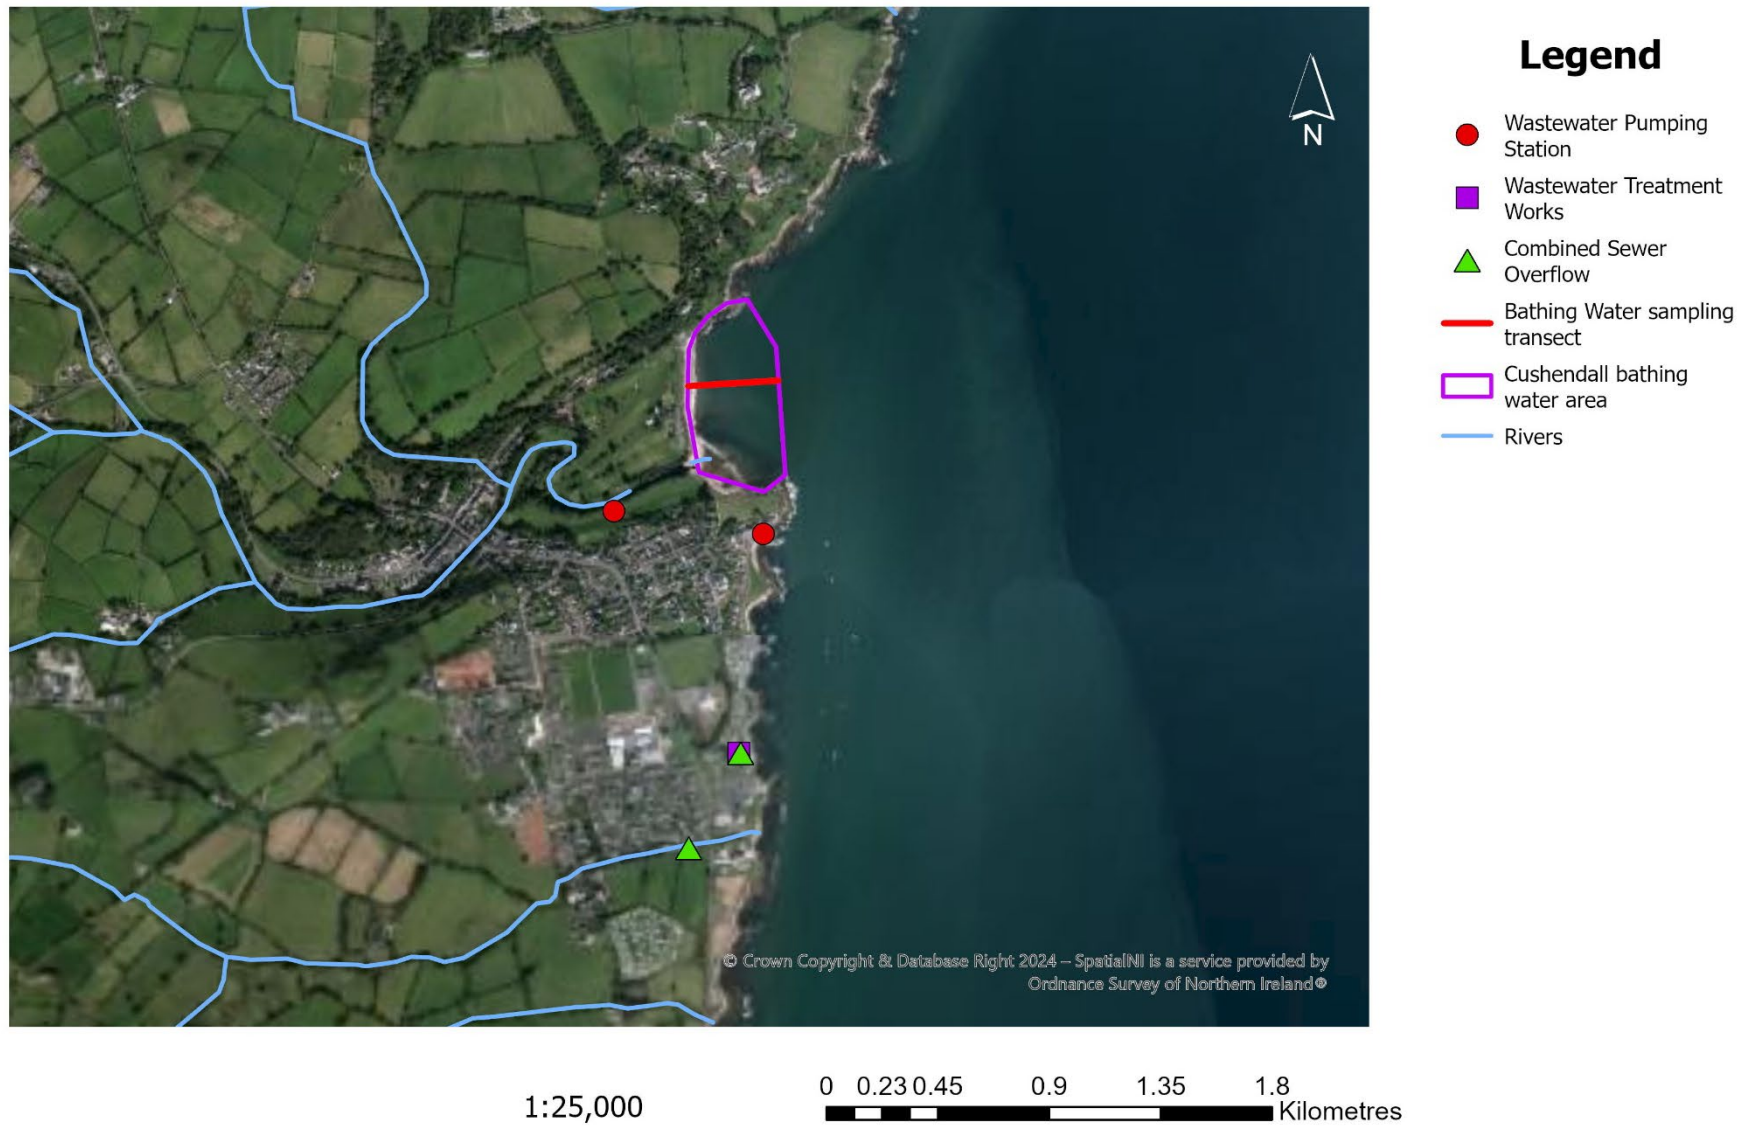 Legend
N
Wastewater Pumping
Station
Wastewater Treatment
Works
Combined Sewer
Overflow
Bathing Water sampling
transect
Cushendall bathing
water area
Rivers
© Crown Copyright & Database Right 2024 – SpatialNI is a service provided by
Ordnance Survey of Northern Ireland®
1:25,000
0 0.23 0.45 0.9 1.35 1.8
Kilometres